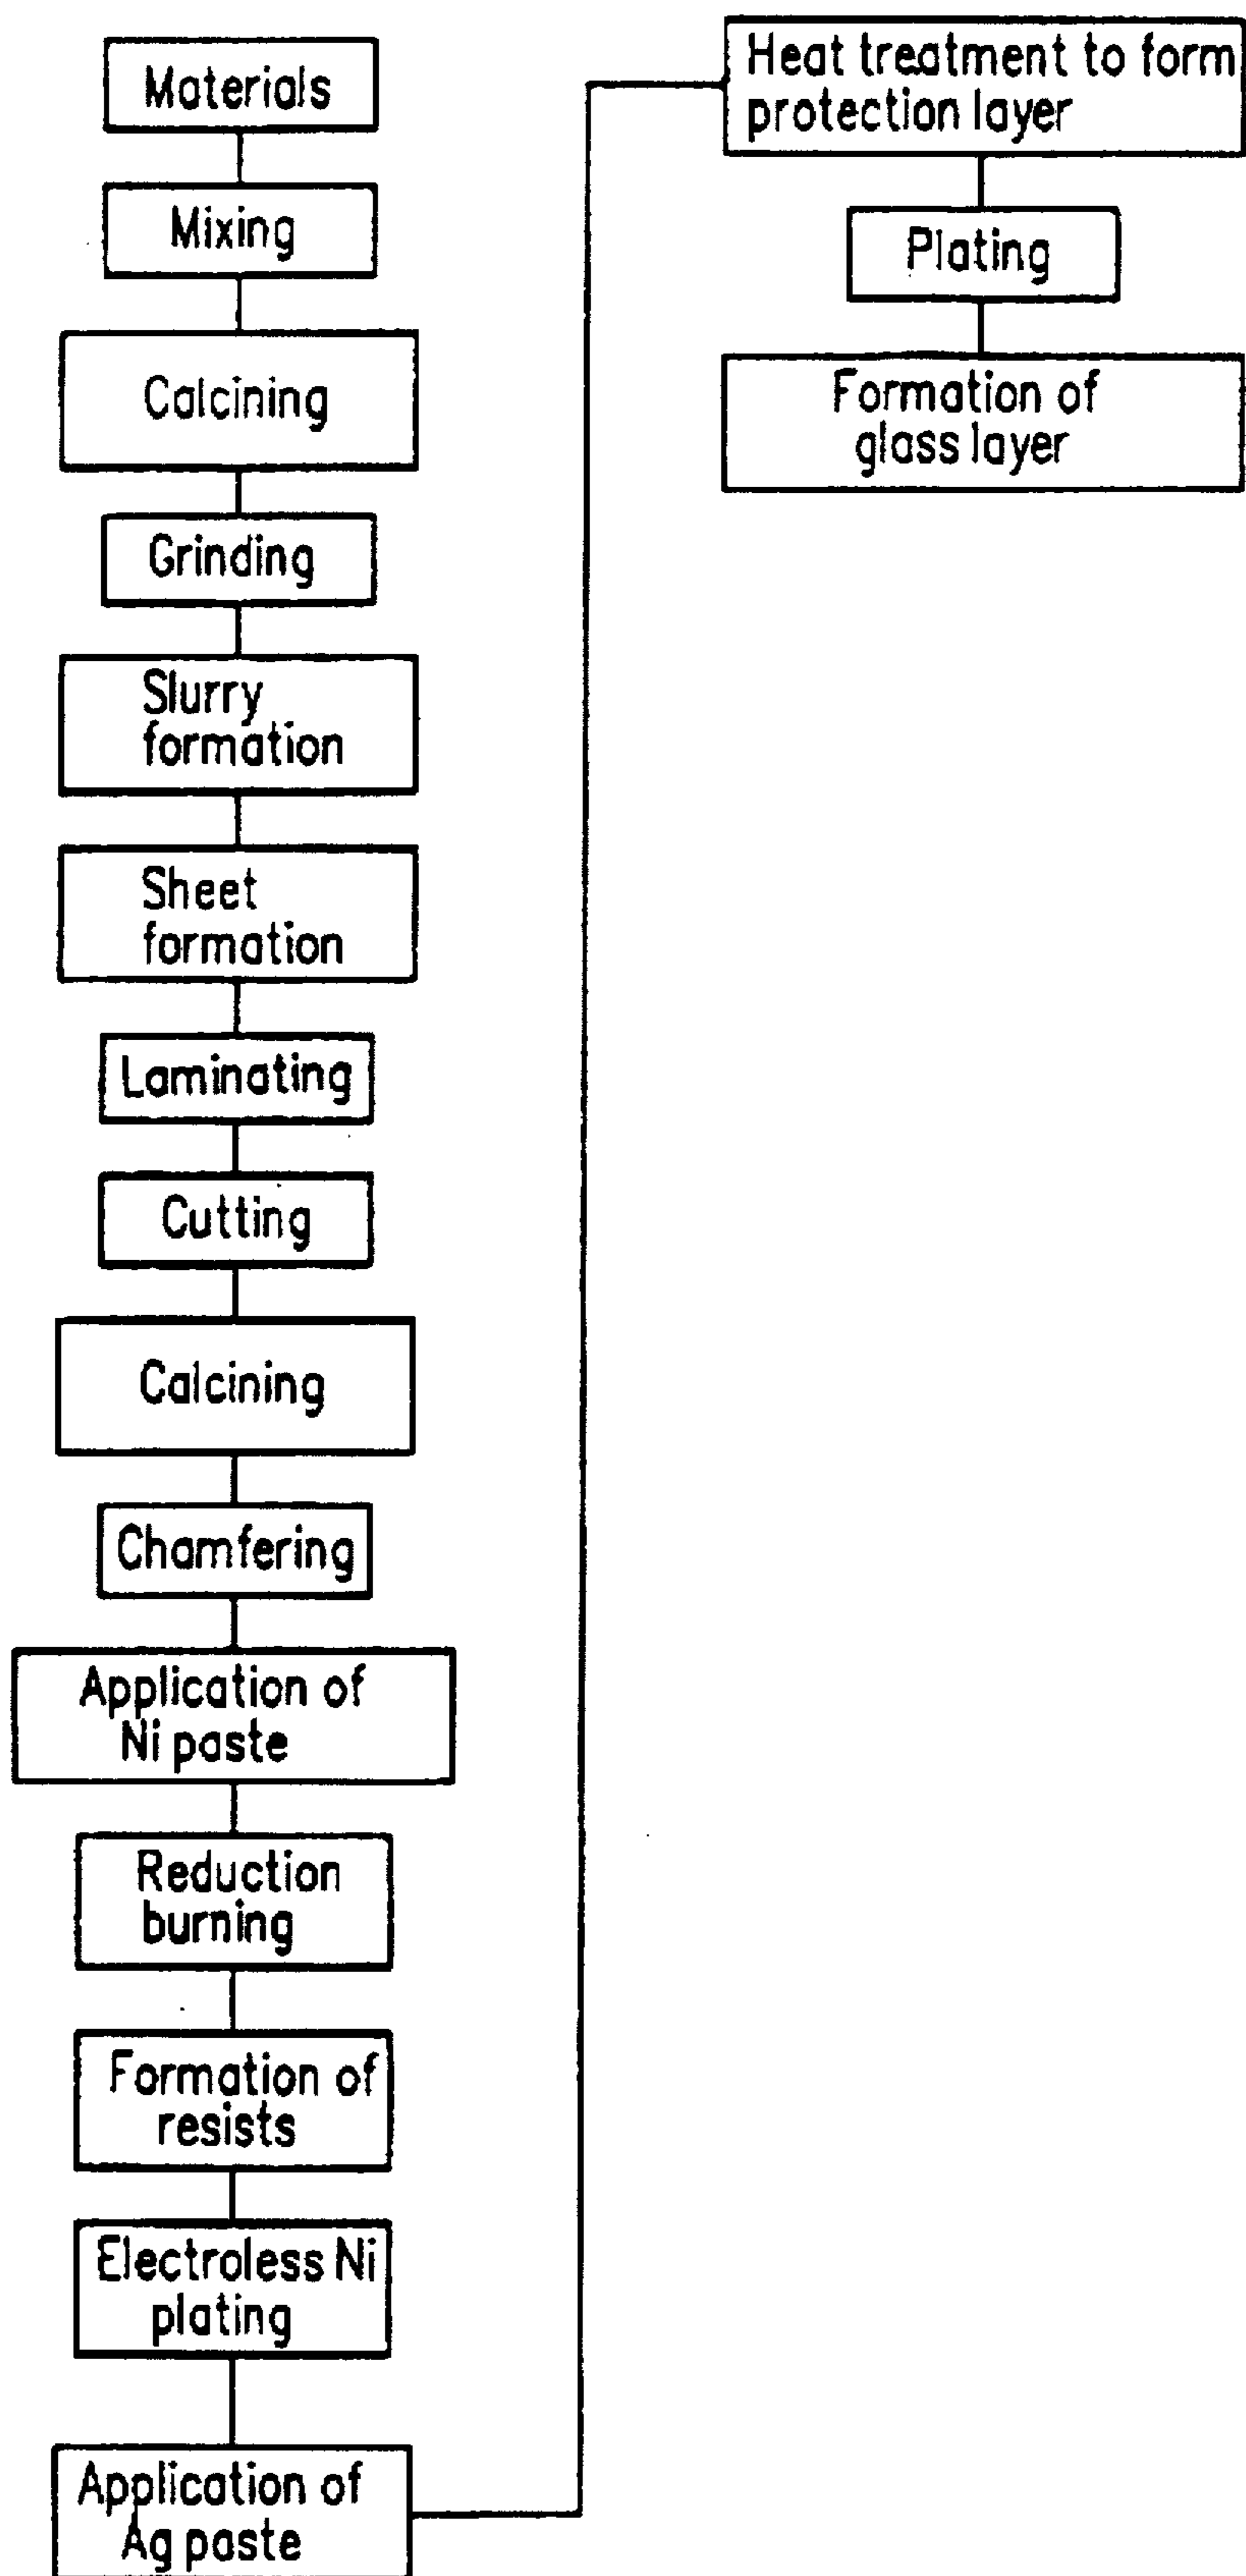 Materials
Mixing
Calcining
Grinding
Slurry
formation
Sheet
formation
Laminating
Cutting
Calcining
Chamfering
Application of
Ni paste
Reduction
burning
Formation of
resists
Electroless Ni
plating
Application of
Ag paste
Heat treatment to form
protection layer
Plating
Formation of
glass layer